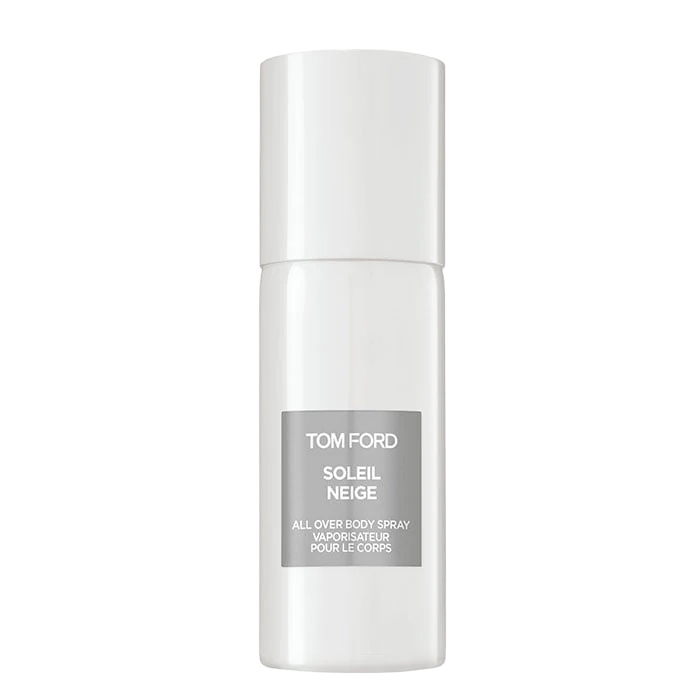 TOM FORD
SOLEIL
NEIGE
ALL OVER BODY SPRAY
VAPORISATEUR
POUR LE CORPS